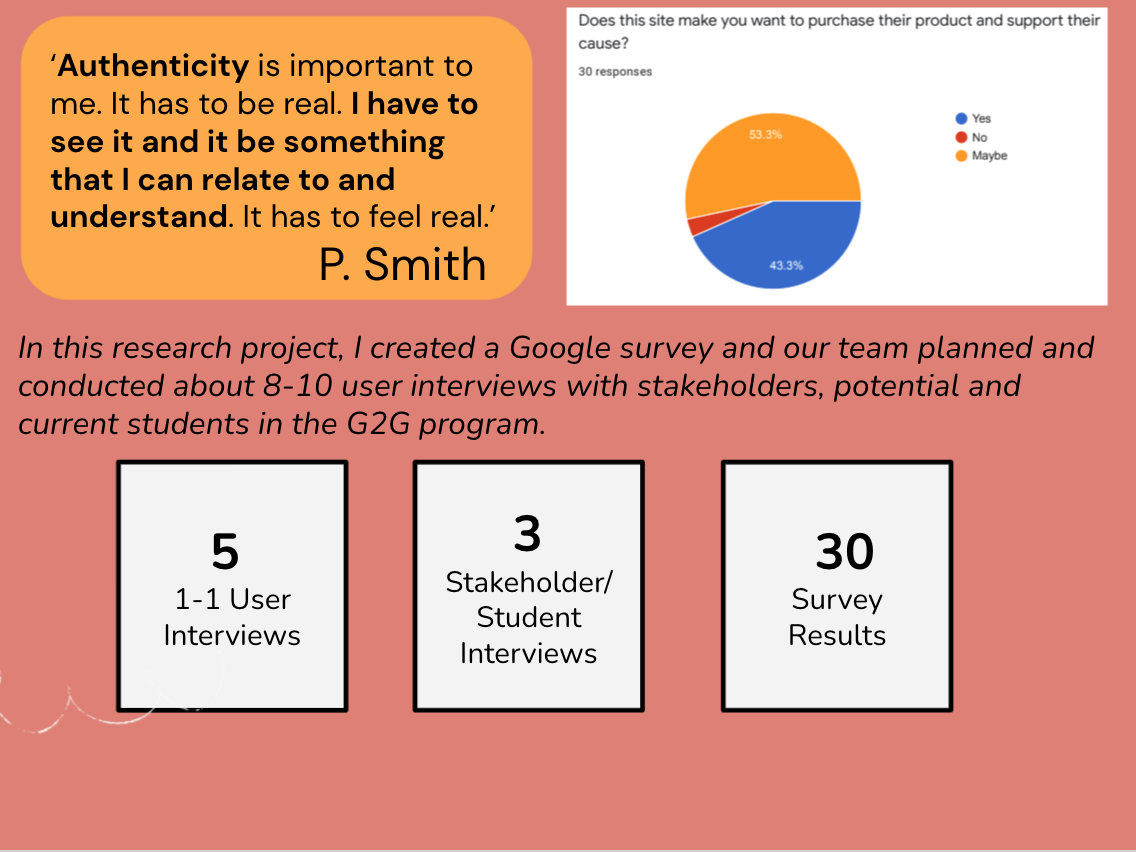 ‘Authenticity is important to
me. It has to be real. I have to
see it and it be something
that I can relate to and
understand. It has to feel real.’
P. Smith
Does this site make you want to purchase their product and support their
cause?
30 responses
53.3%
43.3%
Yes
No
Maybe
In this research project, I created a Google survey and our team planned and
conducted about 8-10 user interviews with stakeholders, potential and
current students in the G2G program.
5
1-1 User
Interviews
3
Stakeholder/
Student
Interviews
30
Survey
Results